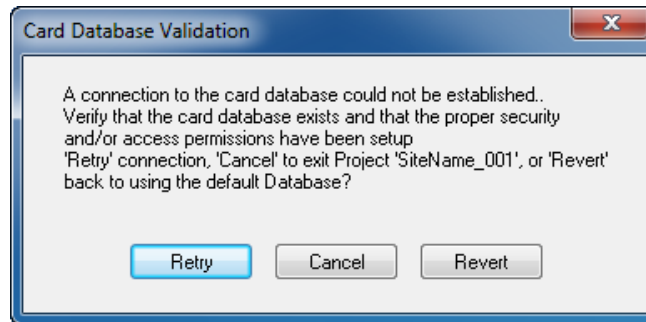 Card Database Validation
A connection to the card database could not be established..
Verify that the card database exists and that the proper security
and/or access permissions have been setup
'Retry' connection, 'Cancel' to exit Project 'SiteName_001', or 'Revert'
back to using the default Database?
Retry Cancel Revert